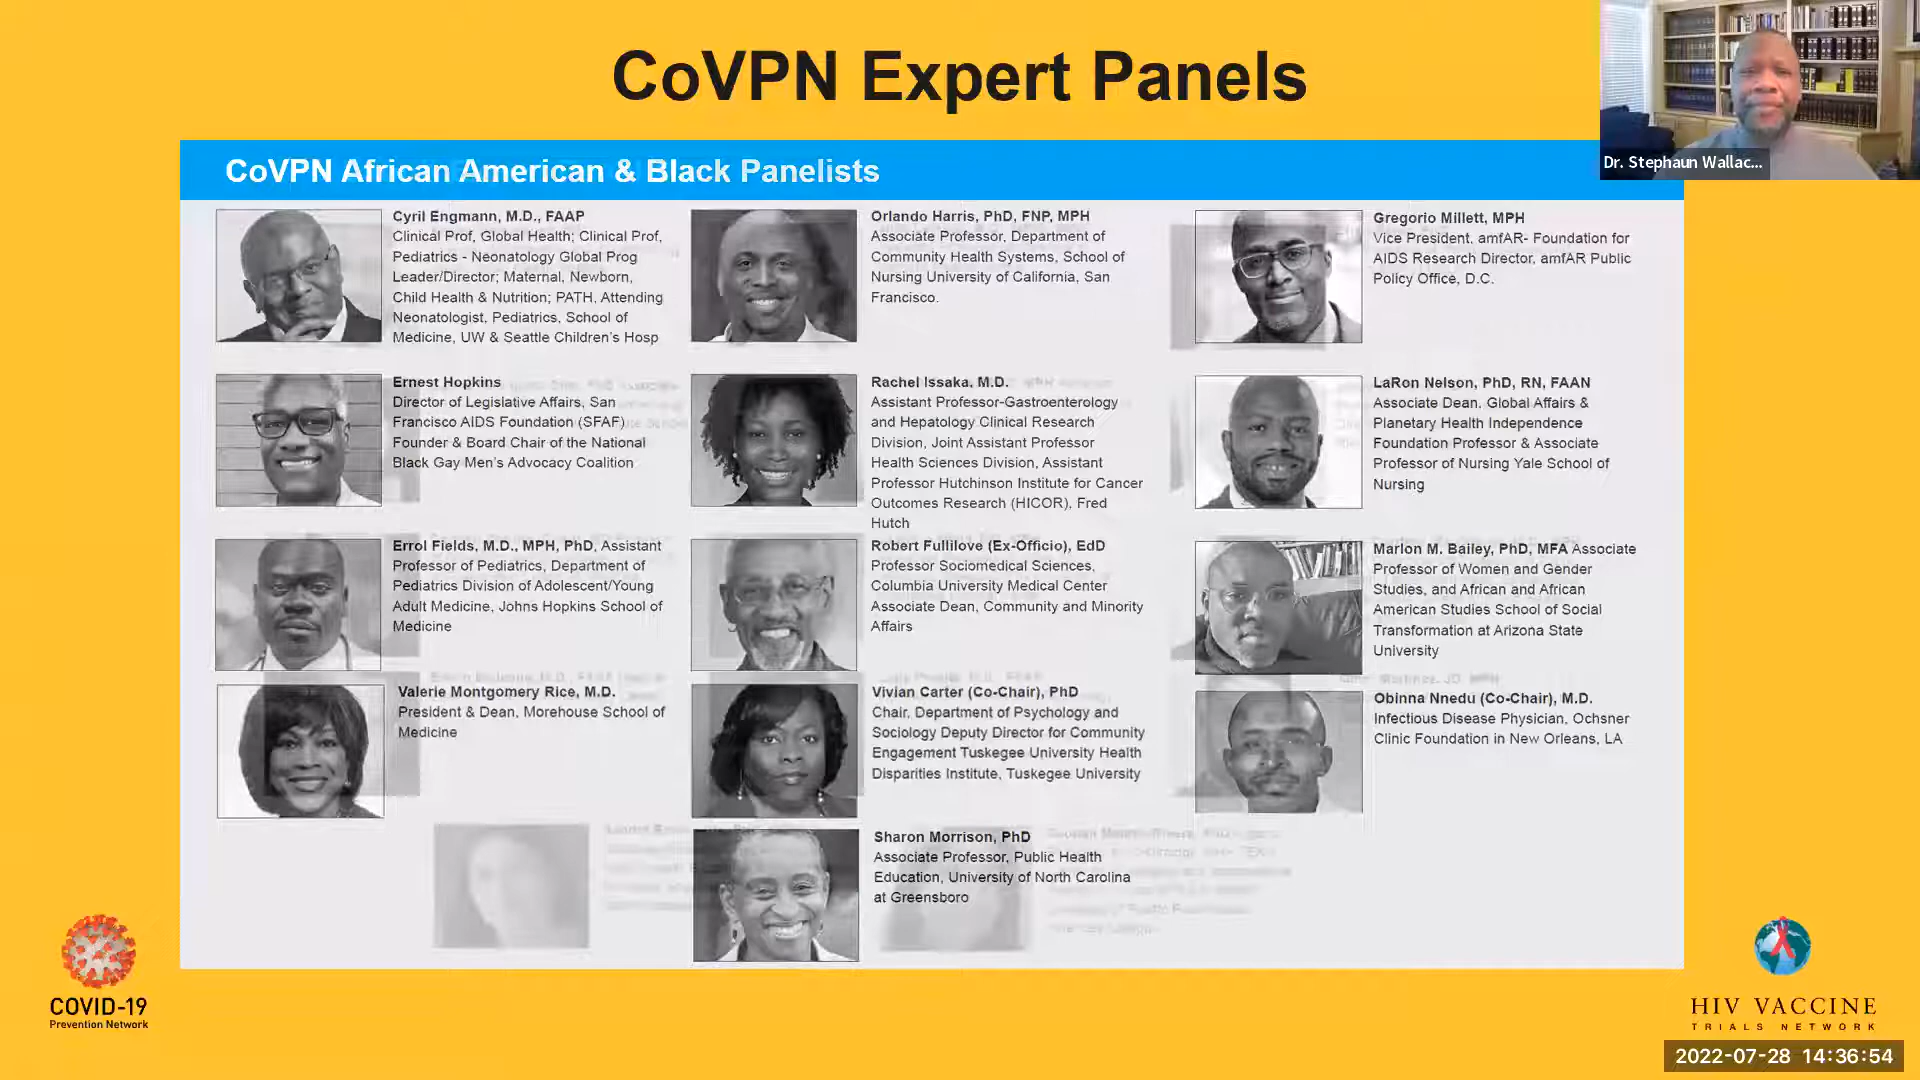 CoVPN Expert Panels
Dr. Stephaun Wallac...
CoVPN African American & Black Panelists
Cyril Engmann, M.D., FAAP
Clinical Prof, Global Health; Clinical Prof,
Pediatrics - Neonatology Global Prog
Leader/Director; Maternal, Newborn,
Child Health & Nutrition; PATH, Attending
Neonatologist, Pediatrics, School of
Medicine, UW & Seattle Children's Hosp
Orlando Harris, PhD, FNP, MPH
Associate Professor, Department of
Community Health Systems, School of
Nursing University of California, San
Francisco.
Gregorio Millett, MPH
Vice President, amfAR- Foundation for
AIDS Research Director, amfAR Public
Policy Office, D.C.
Ernest Hopkins
Director of Legislative Affairs, San
Francisco AIDS Foundation (SFAF)
Founder & Board Chair of the National
Black Gay Men's Advocacy Coalition
Rachel Issaka, M.D.
Assistant Professor-Gastroenterology
and Hepatology Clinical Research
Division, Joint Assistant Professor
Health Sciences Division, Assistant
Professor Hutchinson Institute for Cancer
Outcomes Research (HICOR), Fred
Hutch
LaRon Nelson, PhD, RN, FAAN
Associate Dean, Global Affairs &
Planetary Health Independence
Foundation Professor & Associate
Professor of Nursing Yale School of
Nursing
Errol Fields, M.D., MPH, PhD, Assistant
Professor of Pediatrics, Department of
Pediatrics Division of Adolescent/Young
Adult Medicine, Johns Hopkins School of
Medicine
Robert Fullilove (Ex-Officio), EdD
Professor Sociomedical Sciences,
Columbia University Medical Center
Associate Dean, Community and Minority
Affairs
Marlon M. Bailey, PhD, MFA Associate
Professor of Women and Gender
Studies, and African and African
American Studies School of Social
Transformation at Arizona State
University
Valerie Montgomery Rice, M.D.
President & Dean, Morehouse School of
Medicine
Vivian Carter (Co-Chair), PhD
Chair, Department of Psychology and
Sociology Deputy Director for Community
Engagement Tuskegee University Health
Disparities Institute, Tuskegee University
Obinna Nnedu (Co-Chair), M.D.
Infectious Disease Physician, Ochsner
Clinic Foundation in New Orleans, LA
Sharon Morrison, PhD
Associate Professor, Public Health
Education, University of North Carolina
at Greensboro
COVID-19
Prevention Network
HIV VACCINE
TRIALS NETWORK
2022-07-28 14:36:54